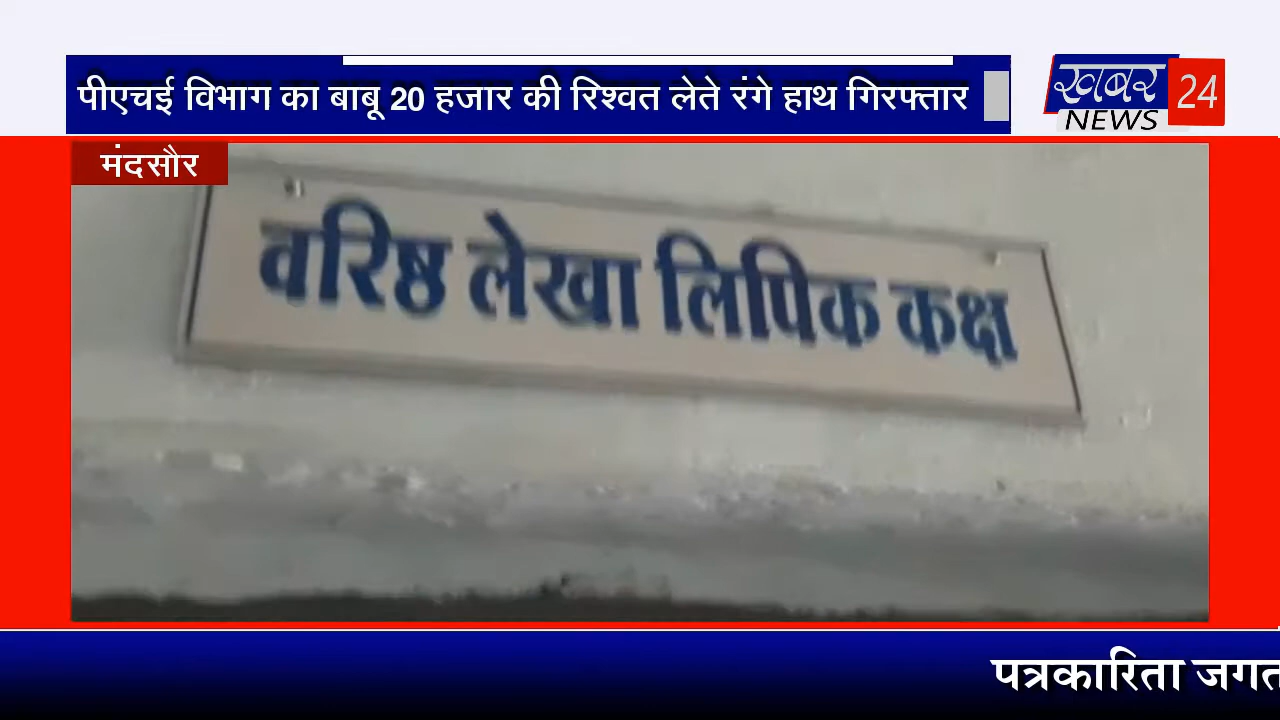 पीएचई विभाग का बाबू 20 हजार की रिश्वत लेते रंगे हाथ गिरफ्तार
खबर 24
NEWS
मंदसौर
वरिष्ठ लेखा लिपिक कक्ष
पत्रकारिता जगत